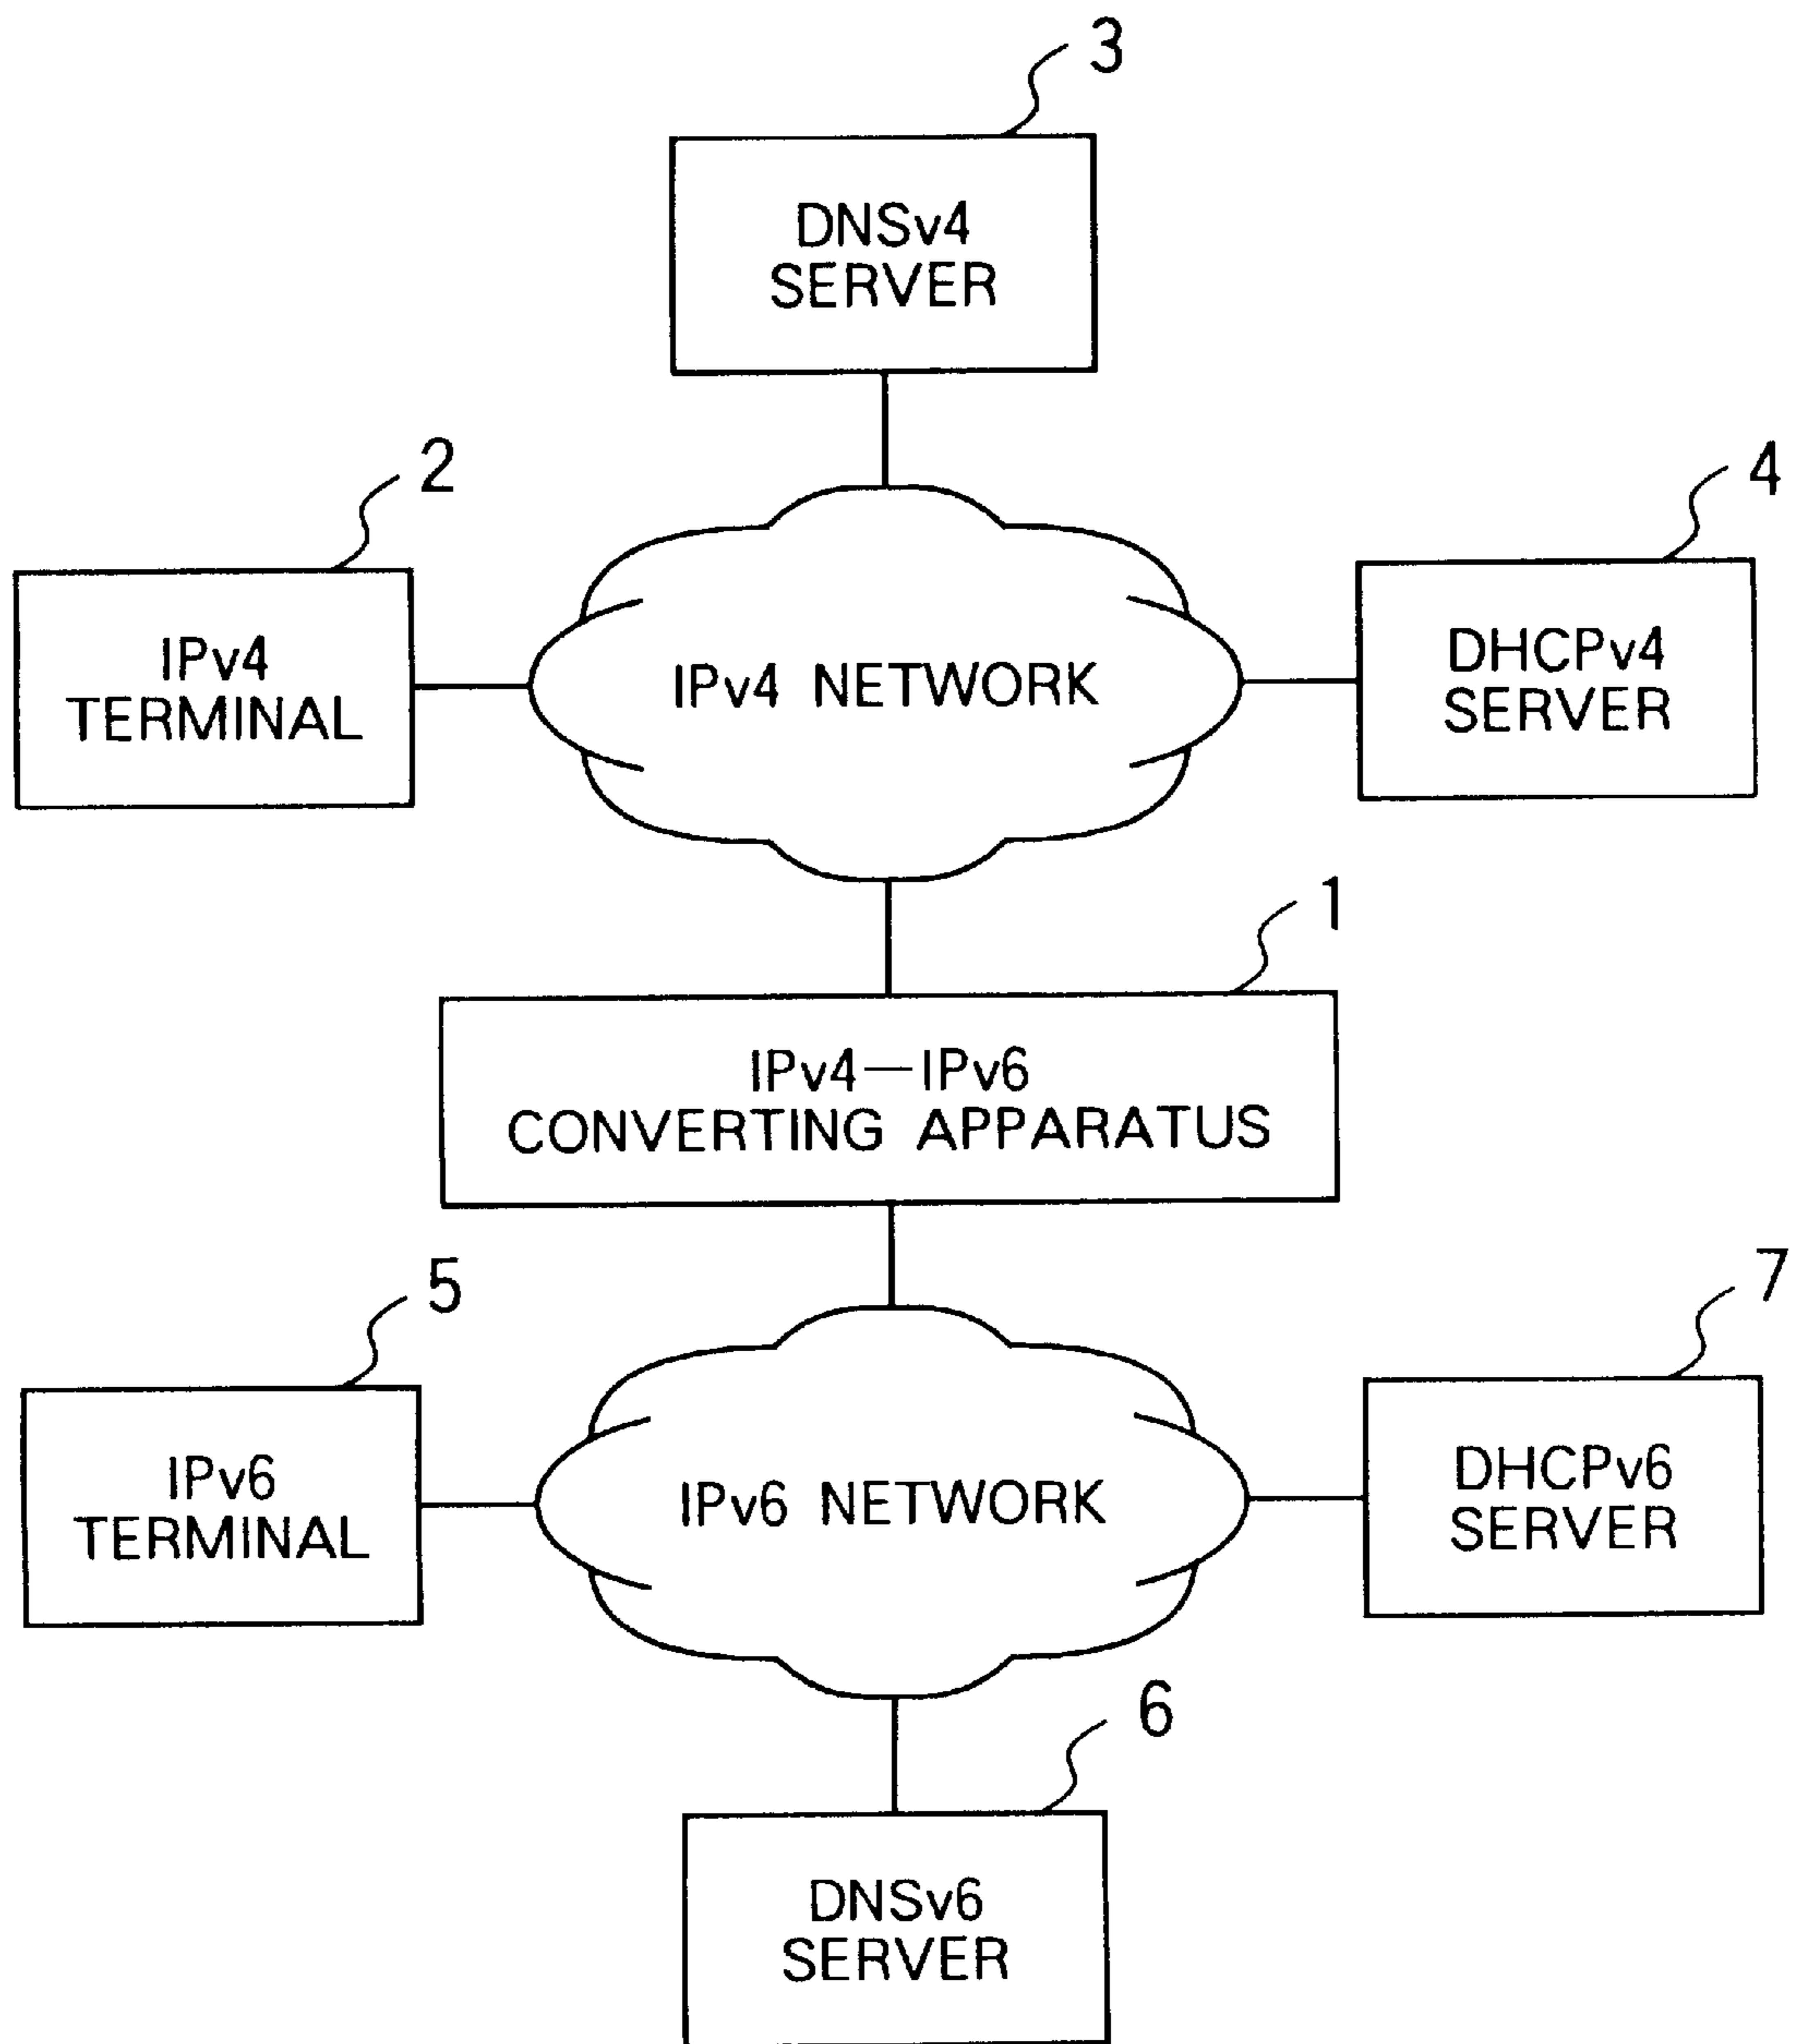 3
DNSv4
SERVER
2
4
IPv4
TERMINAL
IPv4 NETWORK
DHCPv4
SERVER
1
IPv4—IPv6
CONVERTING APPARATUS
5
7
IPv6
TERMINAL
IPv6 NETWORK
DHCPv6
SERVER
6
DNSv6
SERVER